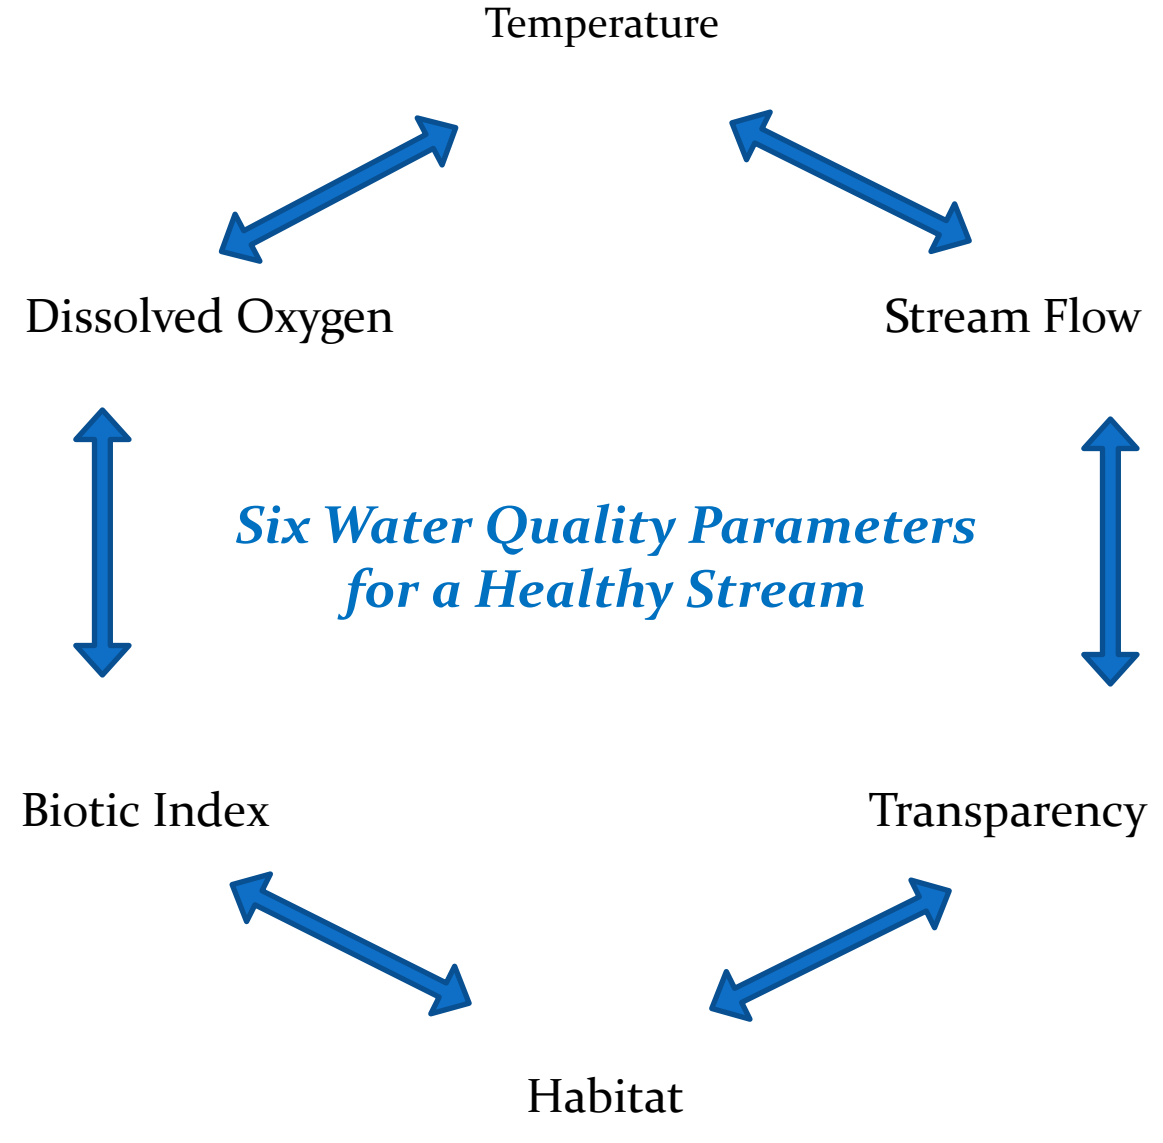 Temperature
Dissolved Oxygen
Stream Flow
Six Water Quality Parameters
for a Healthy Stream
Biotic Index
Transparency
Habitat